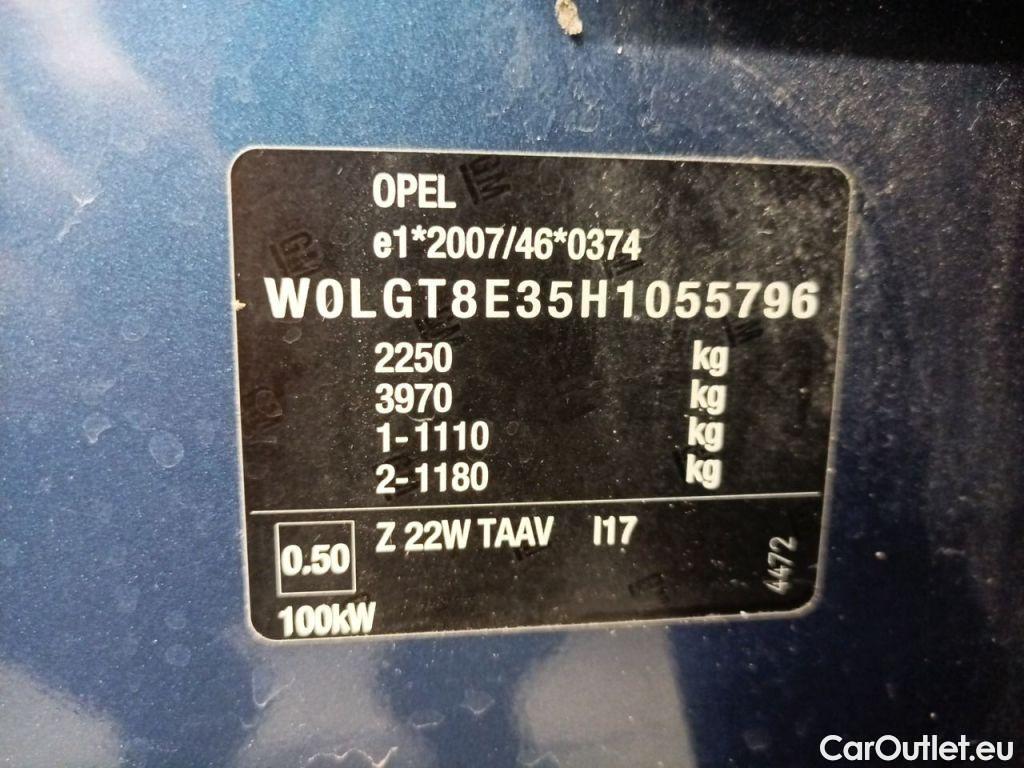 OPEL
e1*2007/46*0374
W0LGT8E35H1055796
2250 kg
3970 kg
1-1110 kg
2-1180 kg
0.50 Z 22W TAAV I17
100kW
4472
CarOutlet.eu